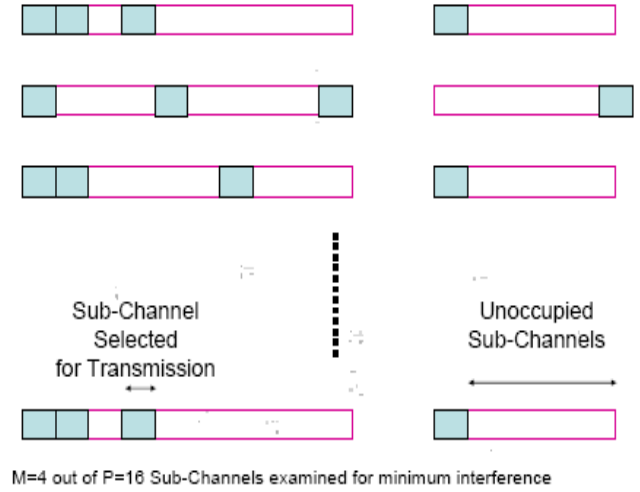 Sub-Channel
Selected
for Transmission
Unoccupied
Sub-Channels
M=4 out of P=16 Sub-Channels examined for minimum interference